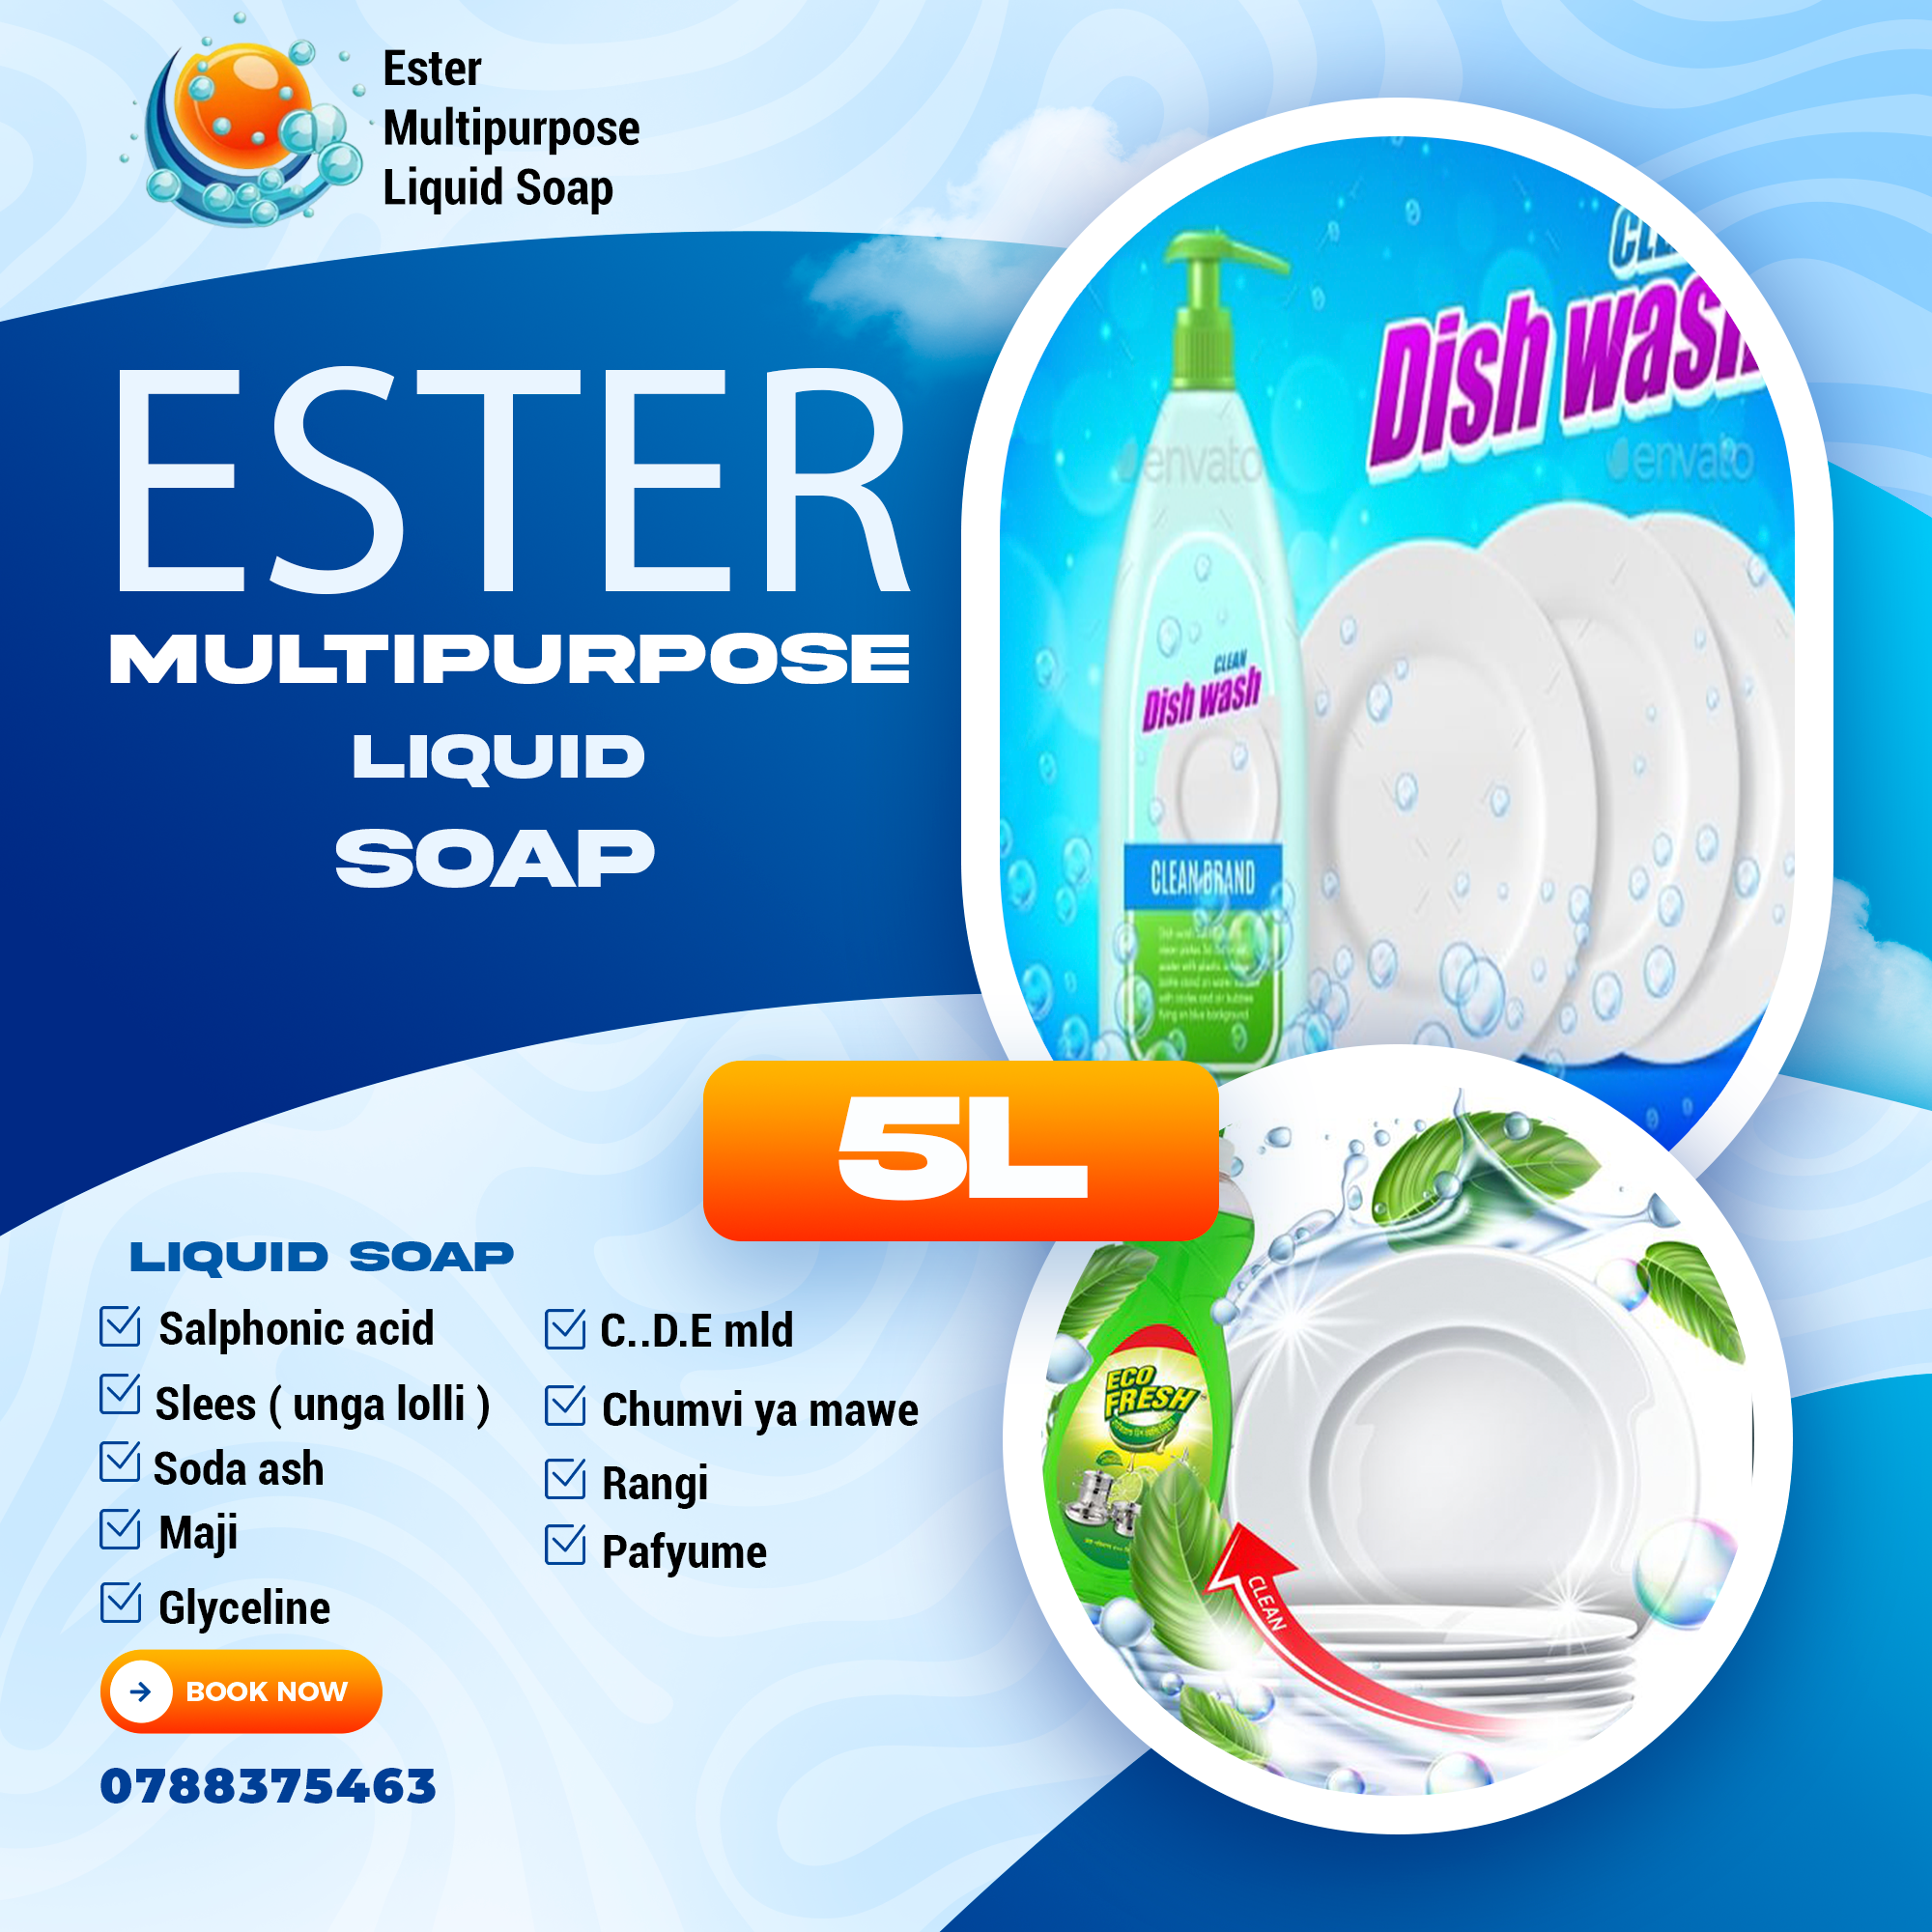 Ester
Multipurpose
Liquid Soap
ESTER
MULTIPURPOSE
LIQUID
SOAP
Dish wash
envato
envato
CLEAN
Dish wash
CLEAN BRAND
5L
LIQUID SOAP
Salphonic acid
Slees ( unga lolli )
Soda ash
Maji
Glyceline
C..D.E mld
Chumvi ya mawe
Rangi
Pafyume
ECO
FRESH
CLEAN
BOOK NOW
0788375463